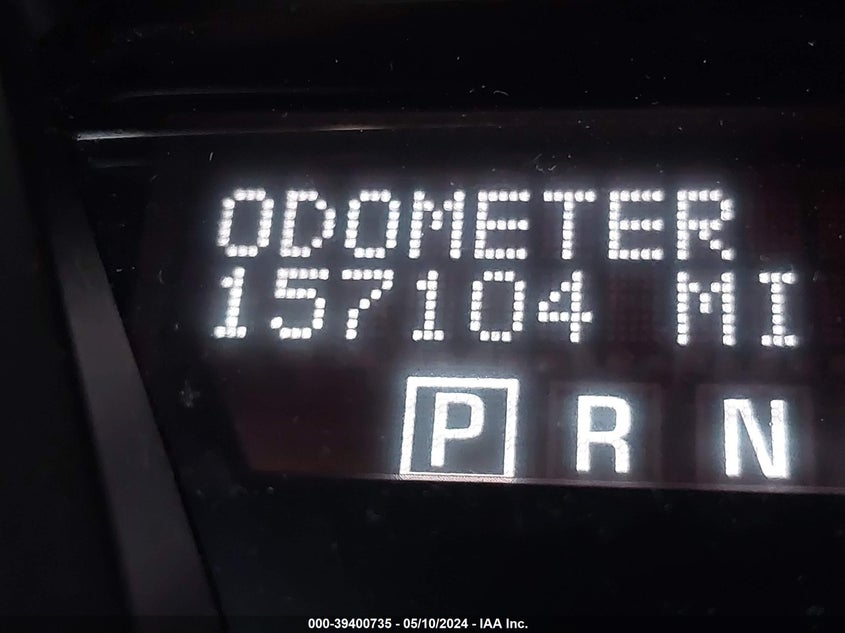 ODOMETER
157104 MI
P R N
000-39400735 - 05/10/2024 - IAA Inc.